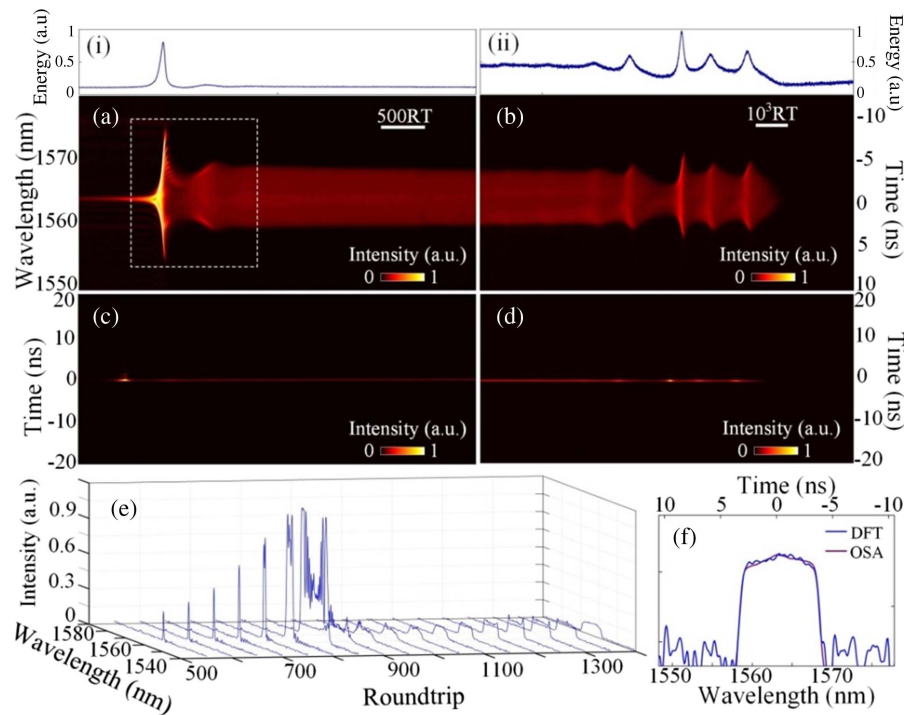 (i)
Energy (a.u)
1
0.5
0
(ii)
1
0.5
0
Energy (a.u)
(a)
500RT
Wavelength (nm)
1570
1560
1550
Intensity (a.u.)
0 1
(b)
10³RT
-10
-5
0
5
10
Time (ns)
Intensity (a.u.)
0 1
(c)
Time (ns)
20
10
0
-10
-20
Intensity (a.u.)
0 1
(d)
20
10
0
-10
-20
Time (ns)
Intensity (a.u.)
0 1
(e)
Intensity (a.u.)
0.9
0.6
0.3
0
1580
1560
1540
Wavelength (nm)
500
700
900
1100
1300
Roundtrip
Time (ns)
10 5 0 -5 -10
(f)
DFT
OSA
1550 1560 1570
Wavelength (nm)